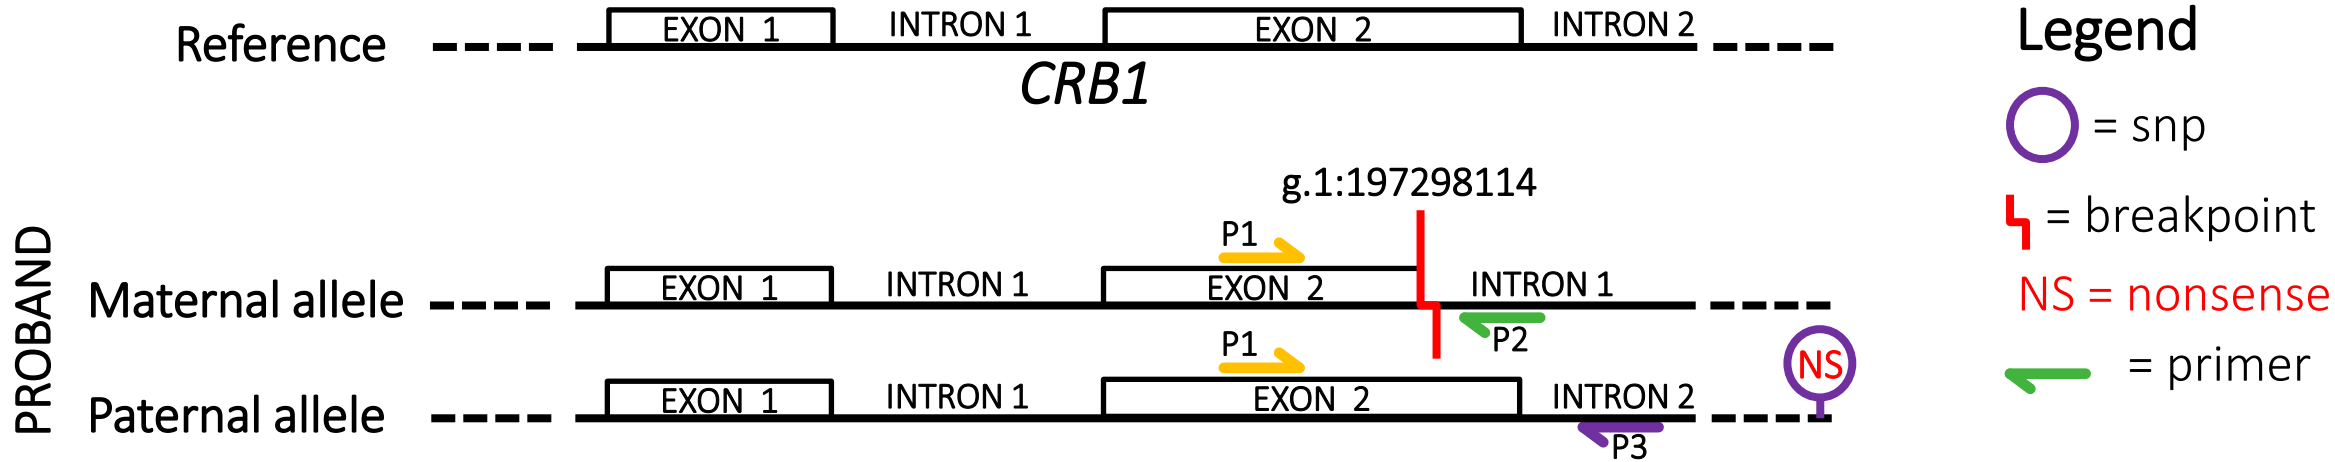 Reference
EXON 1
INTRON 1
EXON 2
INTRON 2
CRB1
Legend
= snp
= breakpoint
NS = nonsense
= primer
g.1:197298114
PROBAND
P1
Maternal allele
EXON 1
INTRON 1
EXON 2
INTRON 1
P2
P1
NS
Paternal allele
EXON 1
INTRON 1
EXON 2
INTRON 2
P3